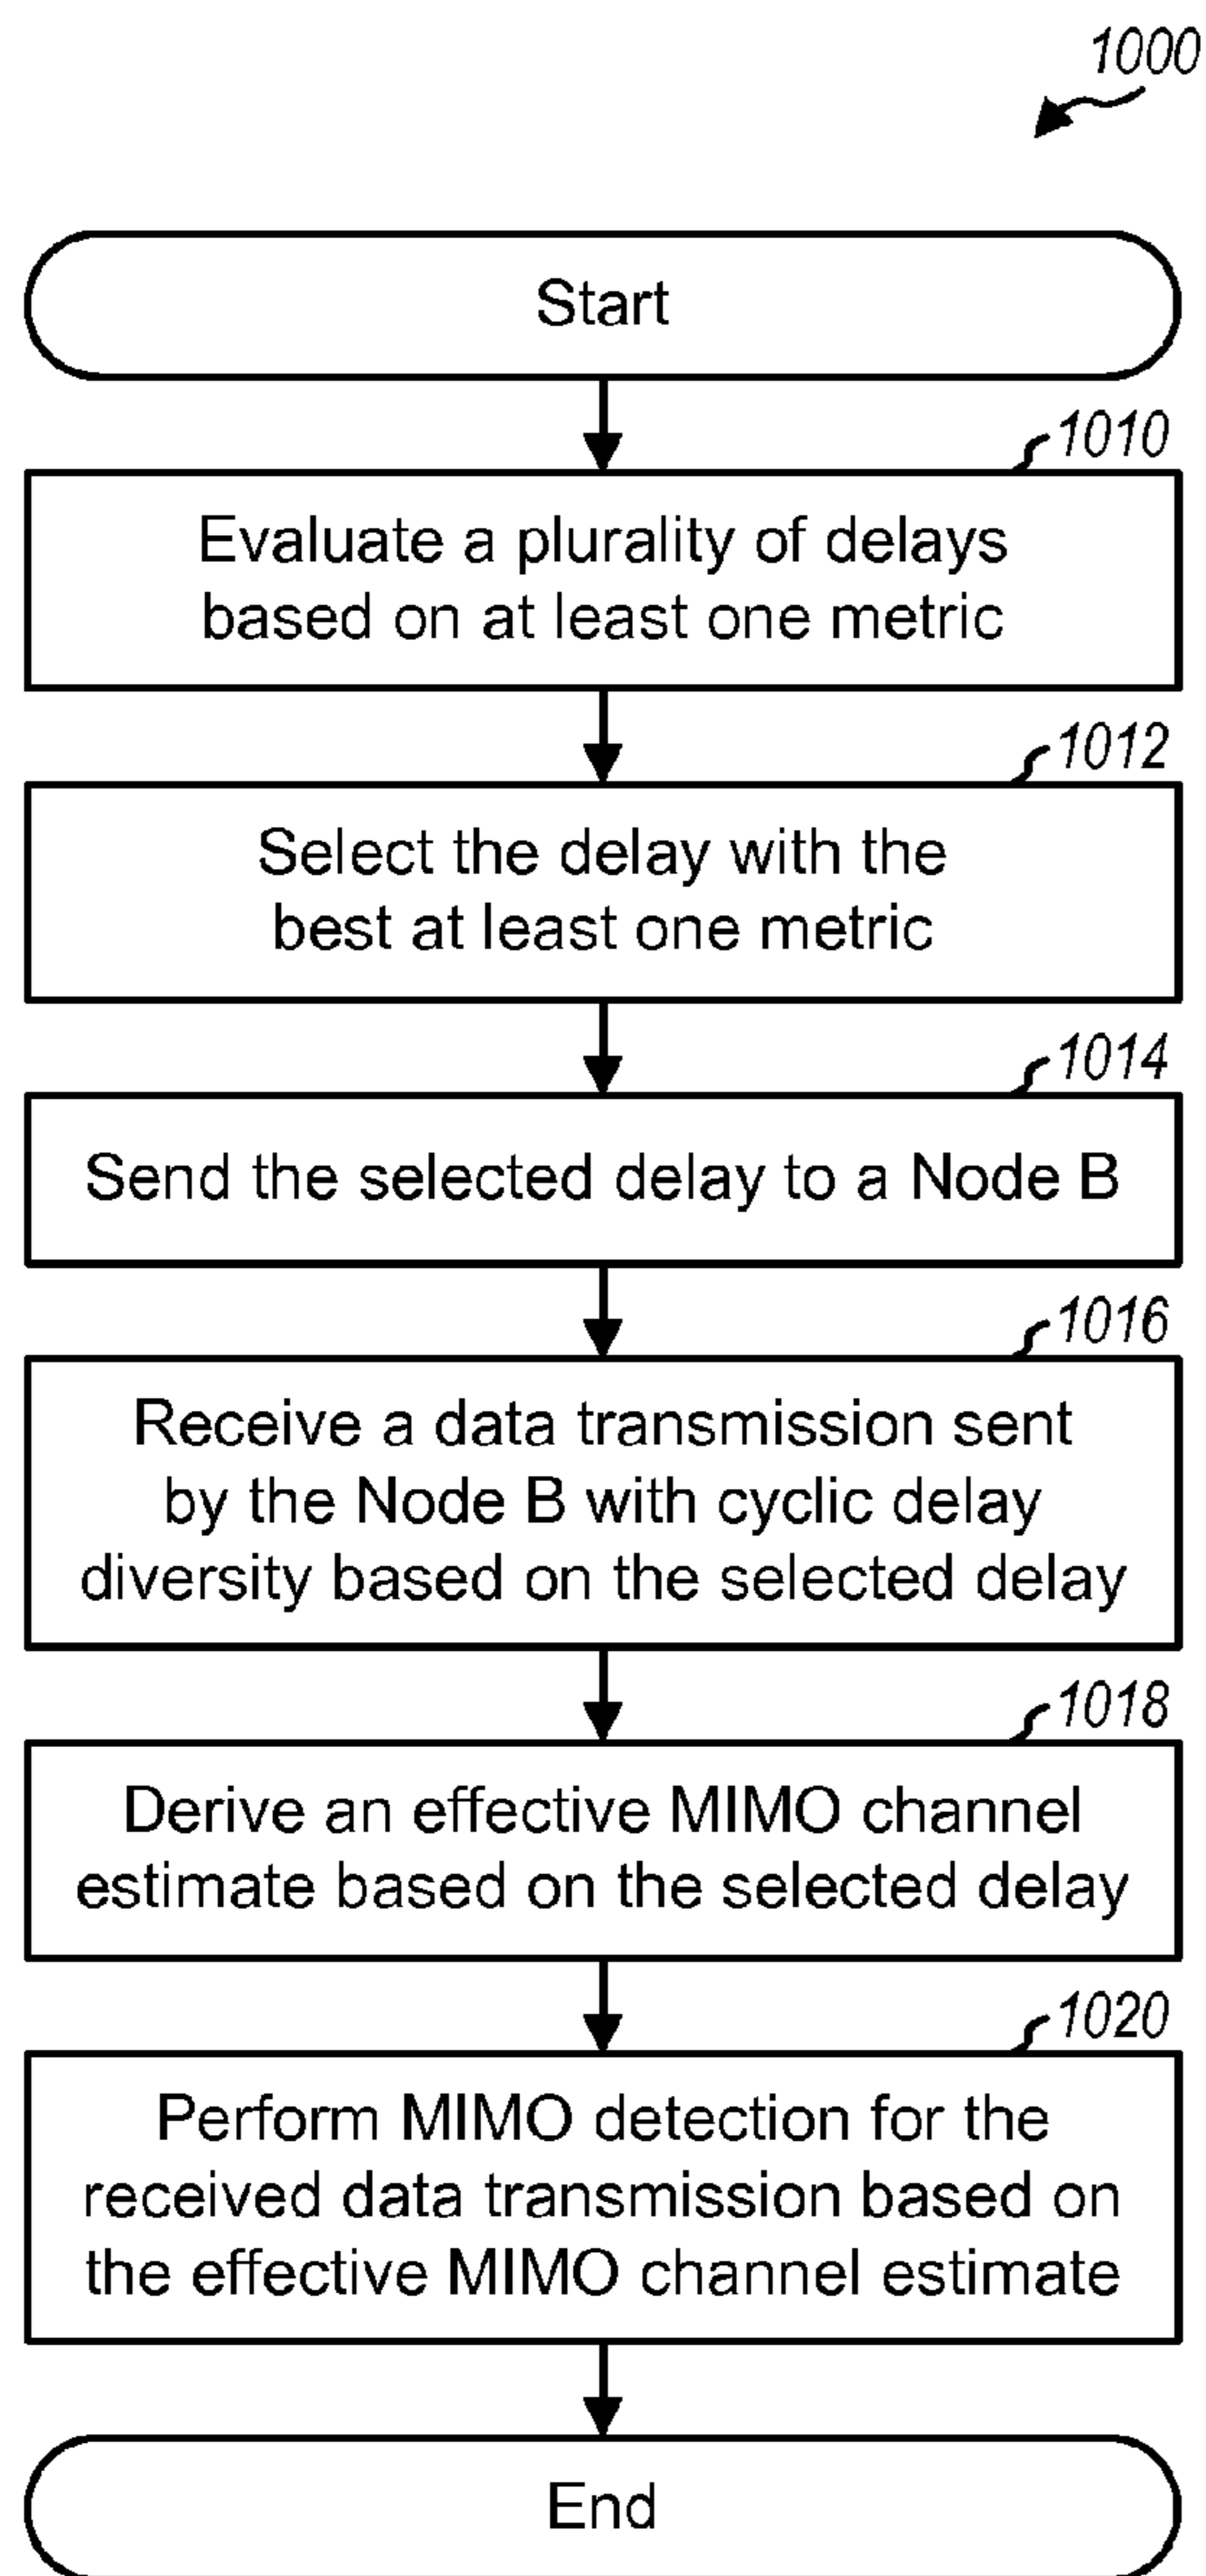 1000
Start
1010
Evaluate a plurality of delays
based on at least one metric
1012
Select the delay with the
best at least one metric
1014
Send the selected delay to a Node B
1016
Receive a data transmission sent
by the Node B with cyclic delay
diversity based on the selected delay
1018
Derive an effective MIMO channel
estimate based on the selected delay
1020
Perform MIMO detection for the
received data transmission based on
the effective MIMO channel estimate
End